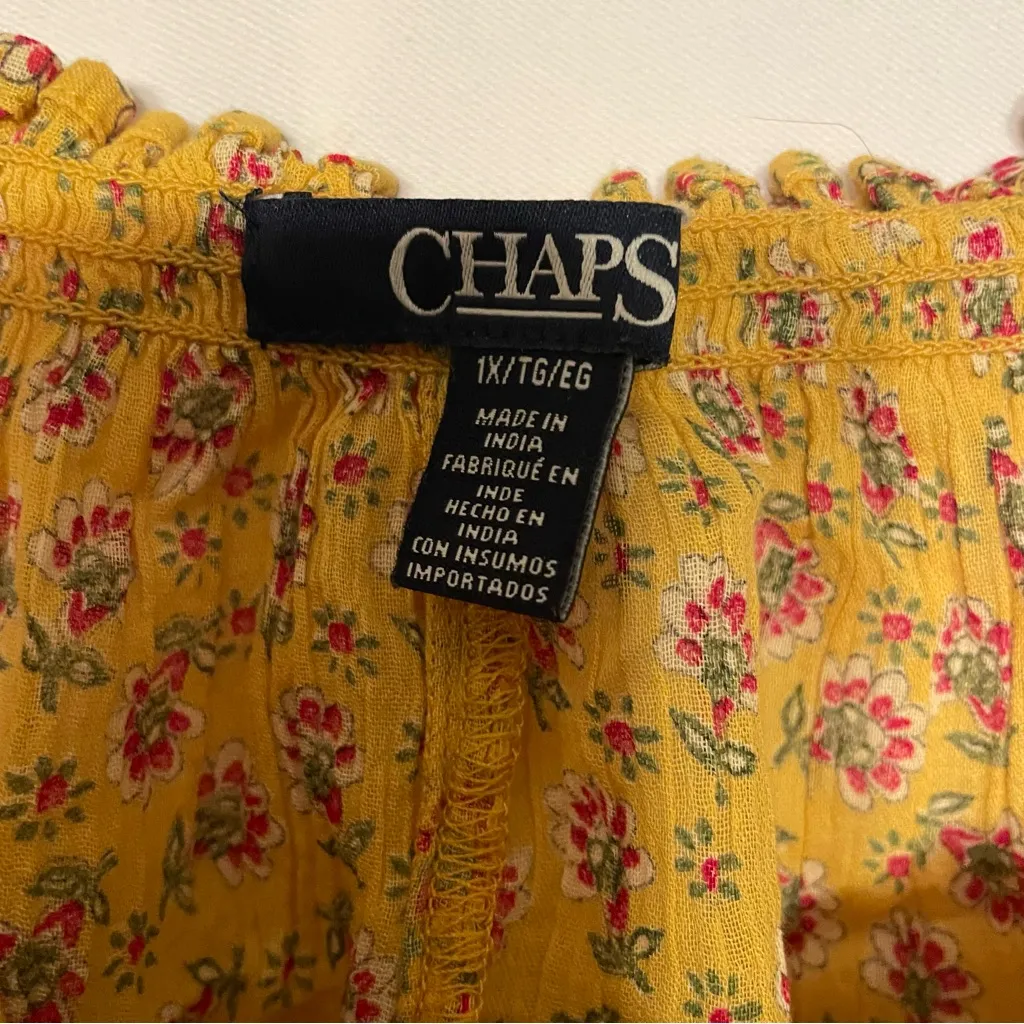 CHAPS
1X/TG/EG
MADE IN
INDIA
FABRIQUÉ EN
INDE
HECHO EN
INDIA
CON INSUMOS
IMPORTADOS